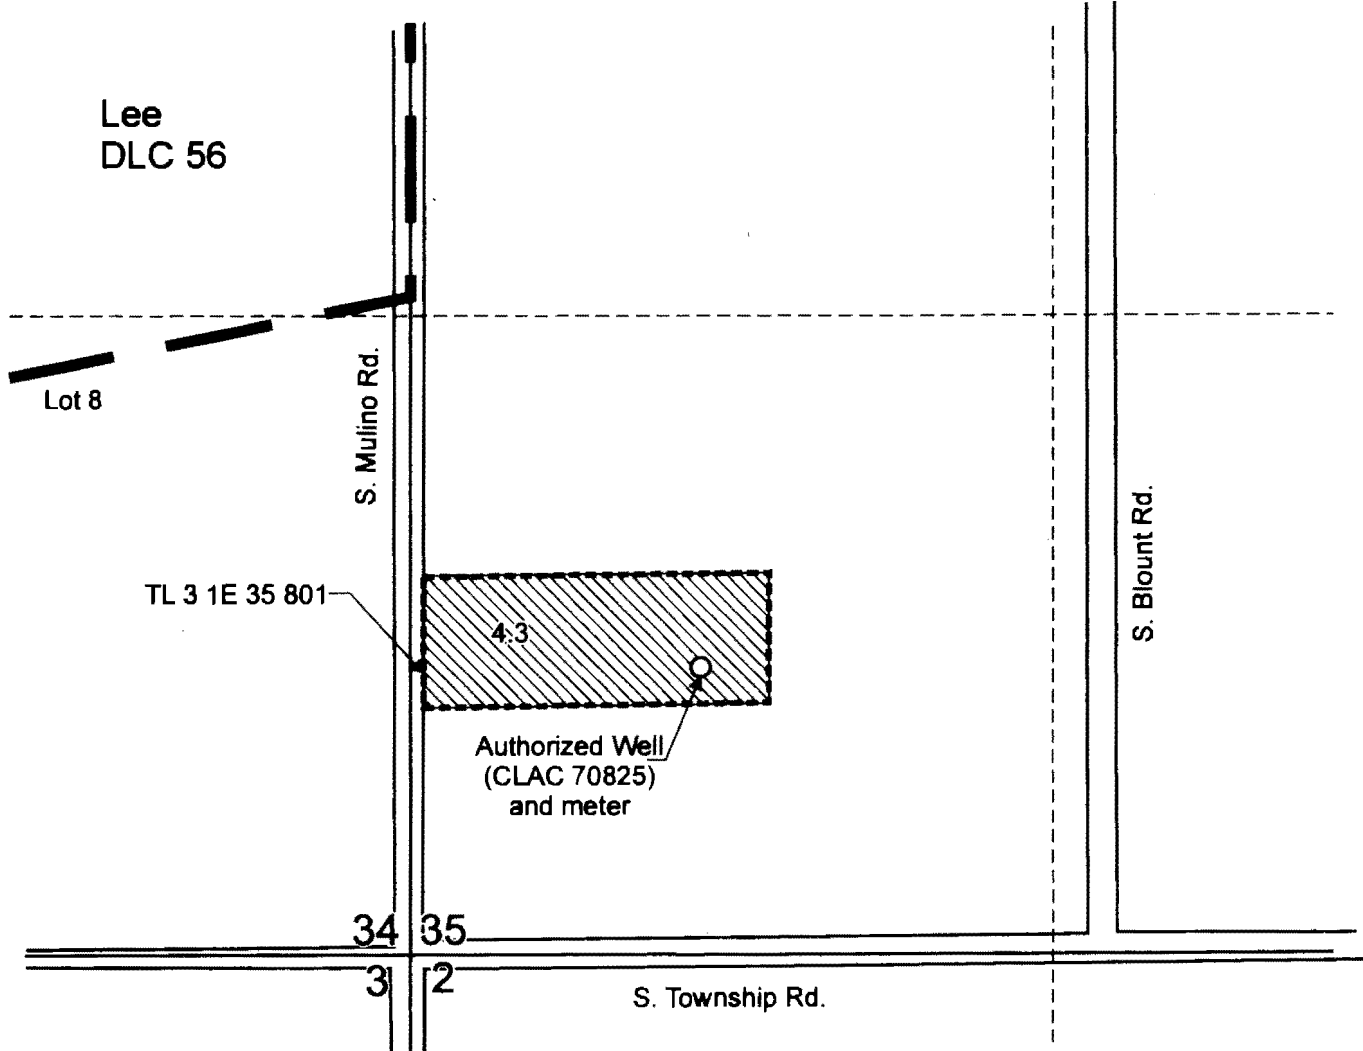 Lee
DLC 56
Lot 8
S. Mulino Rd.
S. Blount Rd.
TL 3 1E 35 801
4.3
Authorized Well
(CLAC 70825)
and meter
34 35
3 2
S. Township Rd.